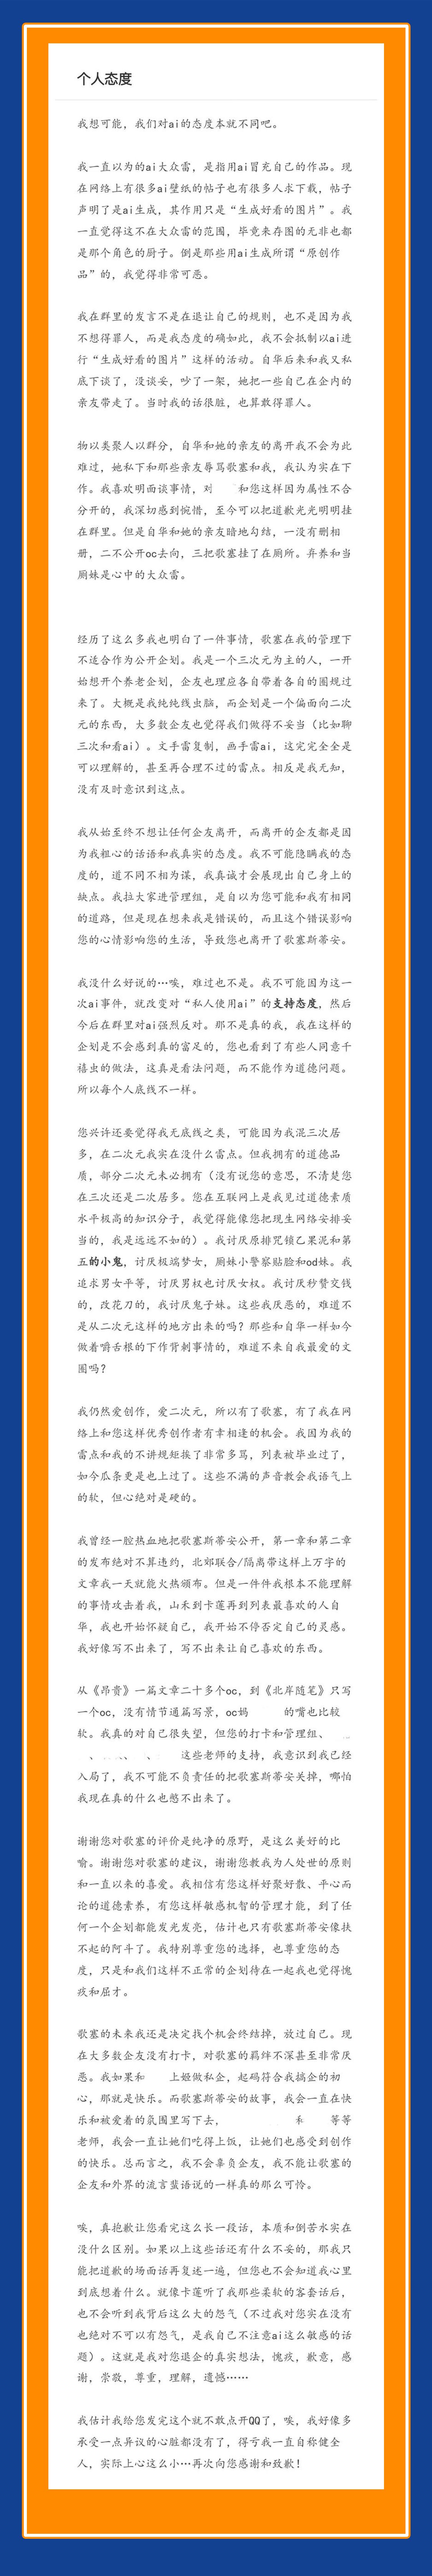 个人态度
我想可能，我们对ai的态度本就不同吧。
我一直以为的ai大众雷，是指用ai冒充自己的作品。现
在网络上有很多ai壁纸的帖子也有很多人求下载，帖子
声明了是ai生成，其作用只是“生成好看的图片”。我
一直觉得这不在大众雷的范围，毕竟来存图的无非也都
是那个角色的厨子。倒是那些用ai生成所谓“原创作
品”的，我觉得非常可恶。
我在群里的发言不是在退让自己的规则，也不是因为我
不想得罪人，而是我态度的确如此，我不会抵制以ai进
行“生成好看的图片”这样的活动。自华后来和我又私
底下谈了，没谈妥，吵了一架，她把一些自己在企内的
亲友带走了。当时我的话很脏，也算敢得罪人。
物以类聚人以群分，自华和她的亲友的离开我不会为此
难过，她私下和那些亲友辱骂歌塞和我，我认为实在下
作。我喜欢明面谈事情，对 和您这样因为属性不合
分开的，我深切感到惋惜，至今可以把道歉光光明明挂
在群里。但是自华和她的亲友暗地勾结，一没有删相
册，二不公开oc去向，三把歌塞挂了在厕所。弃养和当
厕妹是心中的大众雷。
经历了这么多我也明白了一件事情，歌塞在我的管理下
不适合作为公开企划。我是一个三次元为主的人，一开
始想开个养老企划，企友也理应各自带着各自的圈规过
来了。大概是我纯纯线虫脑，而企划是一个偏面向二次
元的东西，大多数企友也觉得我们做得不妥当（比如聊
三次和看ai）。文手雷复制，画手雷ai，这完完全全是
可以理解的，甚至再合理不过的雷点。相反是我无知，
没有及时意识到这点。
我从始至终不想让任何企友离开，而离开的企友都是因
为我粗心的话语和我真实的态度。我不可能隐瞒我的态
度的，道不同不相为谋，我真诚才会展现出自己身上的
缺点。我拉大家进管理组，是自以为您可能和我有相同
的道路，但是现在想来我是错误的，而且这个错误影响
您的心情影响您的生活，导致您也离开了歌塞斯蒂安。
我没什么好说的…唉，难过也不是。我不可能因为这一
次ai事件，就改变对“私人使用ai”的支持态度，然后
今后在群里对ai强烈反对。那不是真的我，我在这样的
企划是不会感到真的富足的，您也看到了有些人同意千
禧虫的做法，这真是看法问题，而不能作为道德问题。
所以每个人底线不一样。
您兴许还要觉得我无底线之类，可能因为我混三次居
多，在二次元我实在没什么雷点。但我拥有的道德品
质，部分二次元未必拥有（没有说您的意思，不清楚您
在三次还是二次居多。您在互联网上是我见过道德素质
水平极高的知识分子，我觉得能像您把现生网络安排妥
当的，我是远远不如的）。我讨厌原排咒锁乙果泥和第
五的小鬼，讨厌极端梦女，厕妹小警察贴脸和od妹。我
追求男女平等，讨厌男权也讨厌女权。我讨厌秒赞交钱
的，改花刀的，我讨厌鬼子妹。这些我厌恶的，难道不
是从二次元这样的地方出来的吗？那些和自华一样如今
做着嚼舌根的下作背刺事情的，难道不来自我最爱的文
圈吗？
我仍然爱创作，爱二次元，所以有了歌塞，有了我在网
络上和您这样优秀创作者有幸相逢的机会。我因为我的
雷点和我的不讲规矩挨了非常多骂，列表被毕业过了，
如今瓜条更是也上过了。这些不满的声音教会我语气上
的软，但心绝对是硬的。
我曾经一腔热血地把歌塞斯蒂安公开，第一章和第二章
的发布绝对不算违约，北郊联合/隔离带这样上万字的
文章我一天就能火热颁布。但是一件件我根本不能理解
的事情攻击着我，山禾到卡莲再到列表最喜欢的人自
华，我也开始怀疑自己，我开始不停否定自己的灵感。
我好像写不出来了，写不出来让自己喜欢的东西。
从《昂贵》一篇文章二十多个oc，到《北岸随笔》只写
一个oc，没有情节通篇写景，oc妈 的嘴也比较
软。我真的对自己很失望，但您的打卡和管理组、
、 、 、 这些老师的支持，我意识到我已经
入局了，我不可能不负责任的把歌塞斯蒂安关掉，哪怕
我现在真的什么也憋不出来了。
谢谢您对歌塞的评价是纯净的原野，是这么美好的比
喻。谢谢您对歌塞的建议，谢谢您教我为人处世的原则
和一直以来的喜爱。我相信有您这样好聚好散、平心而
论的道德素养，有您这样敏感机智的管理才能，到了任
何一个企划都能发光发亮，估计也只有歌塞斯蒂安像扶
不起的阿斗了。我特别尊重您的选择，也尊重您的态
度，只是和我们这样不正常的企划待在一起我也觉得愧
疚和屈才。
歌塞的未来我还是决定找个机会终结掉，放过自己。现
在大多数企友没有打卡，对歌塞的羁绊不深甚至非常厌
恶。我如果和 上姬做私企，起码符合我搞企的初
心，那就是快乐。而歌塞斯蒂安的故事，我会一直在快
乐和被爱着的氛围里写下去， 和 等等
老师，我会一直让她们吃得上饭，让她们也感受到创作
的快乐。总而言之，我不会辜负企友，我不能让歌塞的
企友和外界的流言蜚语说的一样真的那么可怜。
唉，真抱歉让您看完这么长一段话，本质和倒苦水实在
没什么区别。如果以上这些话还有什么不妥的，那我只
能把道歉的场面话再复述一遍，但您也不会知道我心里
到底想着什么。就像卡莲听了我那些柔软的客套话后，
也不会听到我背后这么大的怨气（不过我对您实在没有
也绝对不可以有怨气，是我自己不注意ai这么敏感的话
题）。这就是我对您退企的真实想法，愧疚，歉意，感
谢，崇敬，尊重，理解，遗憾……
我估计我给您发完这个就不敢点开QQ了，唉，我好像多
承受一点异议的心脏都没有了，得亏我一直自称健全
人，实际上心这么小…再次向您感谢和致歉！